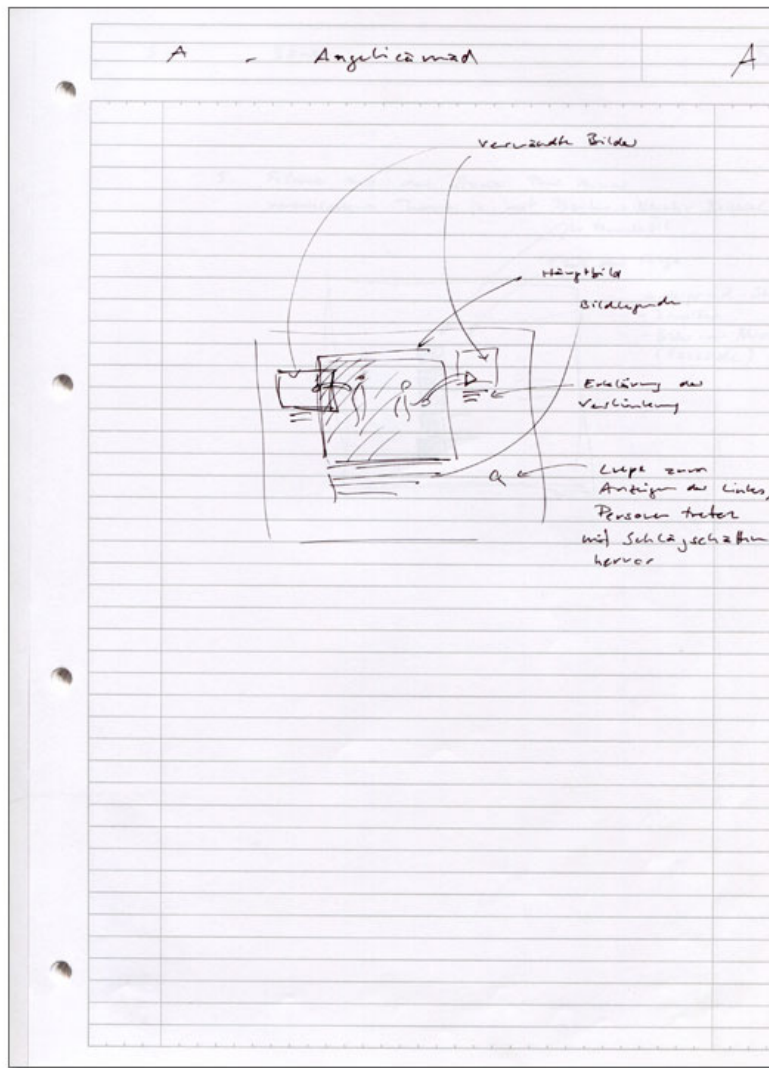 A - Angelicamad A
Verwandte Bilder
Hauptbild
Bildlegende
Erklärung der
Verlinkung
Lupe zum
Anzeigen der Links,
Personen treten
mit Schlagschatten
hervor